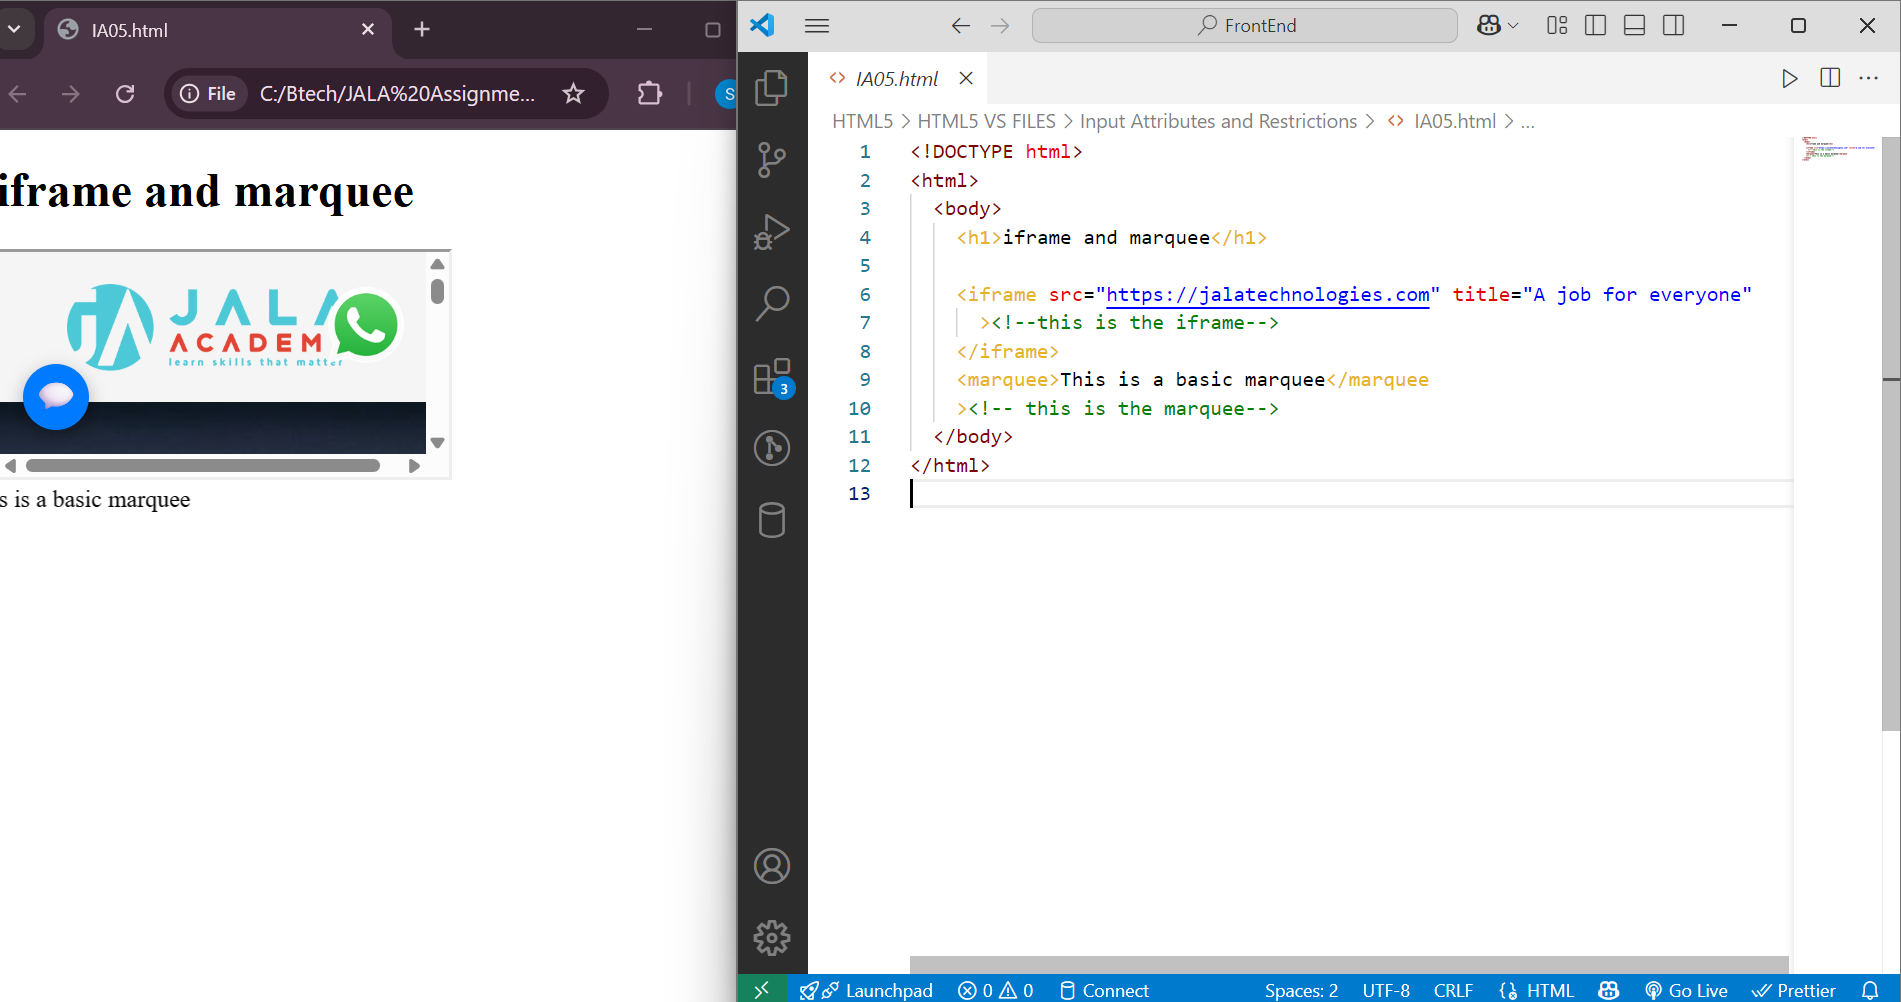 IA05.html
File
C:/Btech/JALA%20Assignme...
S
iframe and marquee
JALA
ACADEM
learn skills that matter
s is a basic marquee
FrontEnd
IA05.html
HTML5 > HTML5 VS FILES > Input Attributes and Restrictions > IA05.html > ...
1 <!DOCTYPE html>
2 <html>
3 <body>
4 <h1>iframe and marquee</h1>
5
6 <iframe src="https://jalatechnologies.com" title="A job for everyone"
7 ><!--this is the iframe-->
8 </iframe>
9 <marquee>This is a basic marquee</marquee
10 ><!-- this is the marquee-->
11 </body>
12 </html>
13
3
Launchpad 0 0 Connect Spaces: 2 UTF-8 CRLF {} HTML Go Live Prettier